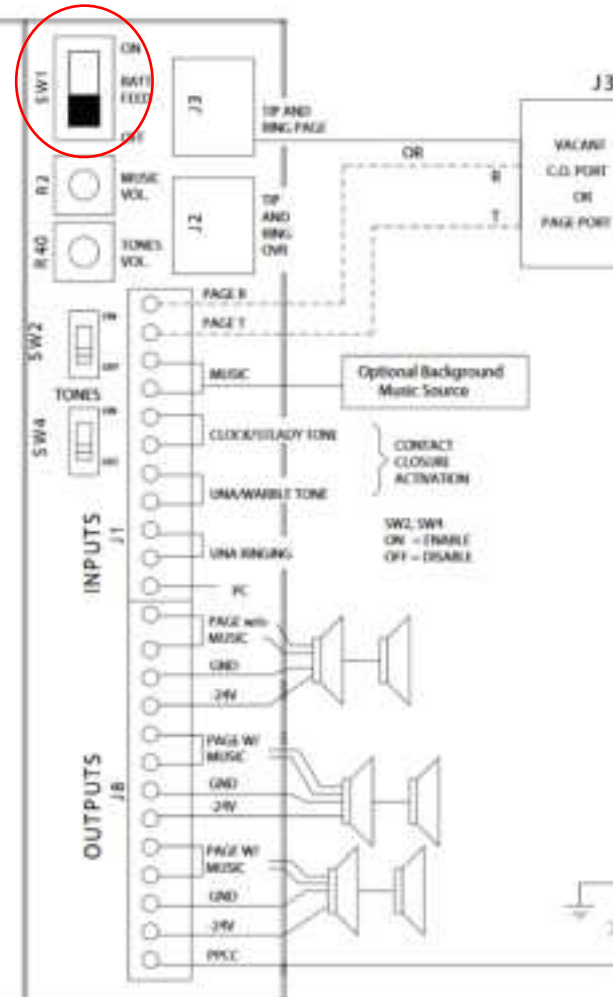 SW1
ON
BATT
FEED
OFF
J3
TIP AND
RING PAGE
R2
MUSIC
VOL.
J2
TIP
AND
RING
OVR
R 40
TONES
VOL.
J3
VACANT
C.O. PORT
OR
PAGE PORT
OR
R
T
SW2
ON
OFF
TONES
SW4
ON
OFF
INPUTS
J1
PAGE R
PAGE T
MUSIC
Optional Background
Music Source
CLOCK/STEADY TONE
UNA/WARBLE TONE
CONTACT
CLOSURE
ACTIVATION
UNA RINGING
SW2, SW4
ON = ENABLE
OFF = DISABLE
PC
OUTPUTS
J8
PAGE w/o
MUSIC
GND
-24V
PAGE W/
MUSIC
GND
-24V
PAGE W/
MUSIC
GND
-24V
PPCC